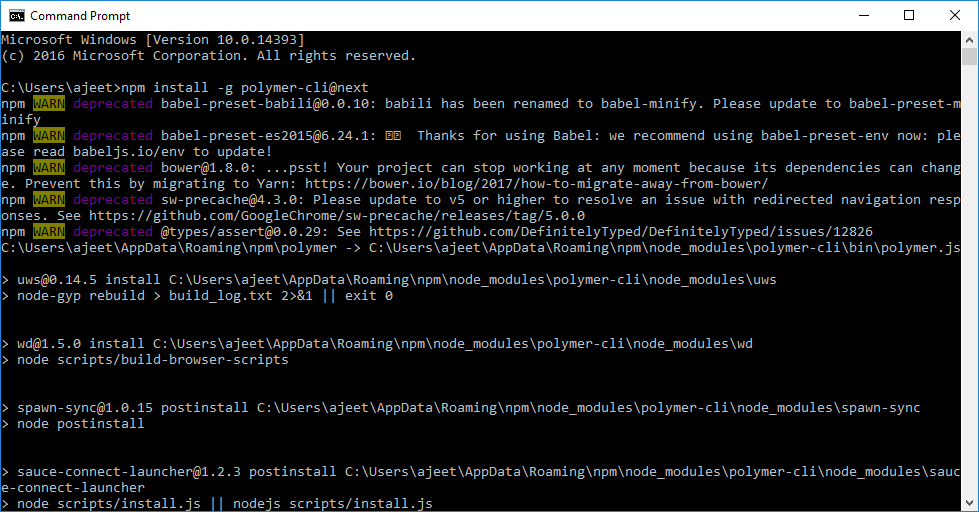 Command Prompt
Microsoft Windows [Version 10.0.14393]
(c) 2016 Microsoft Corporation. All rights reserved.
C:\Users\ajeet>npm install -g polymer-cli@next
npm WARN deprecated babel-preset-babili@0.0.10: babili has been renamed to babel-minify. Please update to babel-preset-m
inify
npm WARN deprecated babel-preset-es2015@6.24.1: 🙌  Thanks for using Babel: we recommend using babel-preset-env now: ple
ase read babeljs.io/env to update!
npm WARN deprecated bower@1.8.0: ...psst! Your project can stop working at any moment because its dependencies can chang
e. Prevent this by migrating to Yarn: https://bower.io/blog/2017/how-to-migrate-away-from-bower/
npm WARN deprecated sw-precache@4.3.0: Please update to v5 or higher to resolve an issue with redirected navigation resp
onses. See https://github.com/GoogleChrome/sw-precache/releases/tag/5.0.0
npm WARN deprecated @types/assert@0.0.29: See https://github.com/DefinitelyTyped/DefinitelyTyped/issues/12826
C:\Users\ajeet\AppData\Roaming\npm\polymer -> C:\Users\ajeet\AppData\Roaming\npm\node_modules\polymer-cli\bin\polymer.js
> uws@0.14.5 install C:\Users\ajeet\AppData\Roaming\npm\node_modules\polymer-cli\node_modules\uws
> node-gyp rebuild > build_log.txt 2>&1 || exit 0
> wd@1.5.0 install C:\Users\ajeet\AppData\Roaming\npm\node_modules\polymer-cli\node_modules\wd
> node scripts/build-browser-scripts
> spawn-sync@1.0.15 postinstall C:\Users\ajeet\AppData\Roaming\npm\node_modules\polymer-cli\node_modules\spawn-sync
> node postinstall
> sauce-connect-launcher@1.2.3 postinstall C:\Users\ajeet\AppData\Roaming\npm\node_modules\polymer-cli\node_modules\sauc
e-connect-launcher
> node scripts/install.js || nodejs scripts/install.js